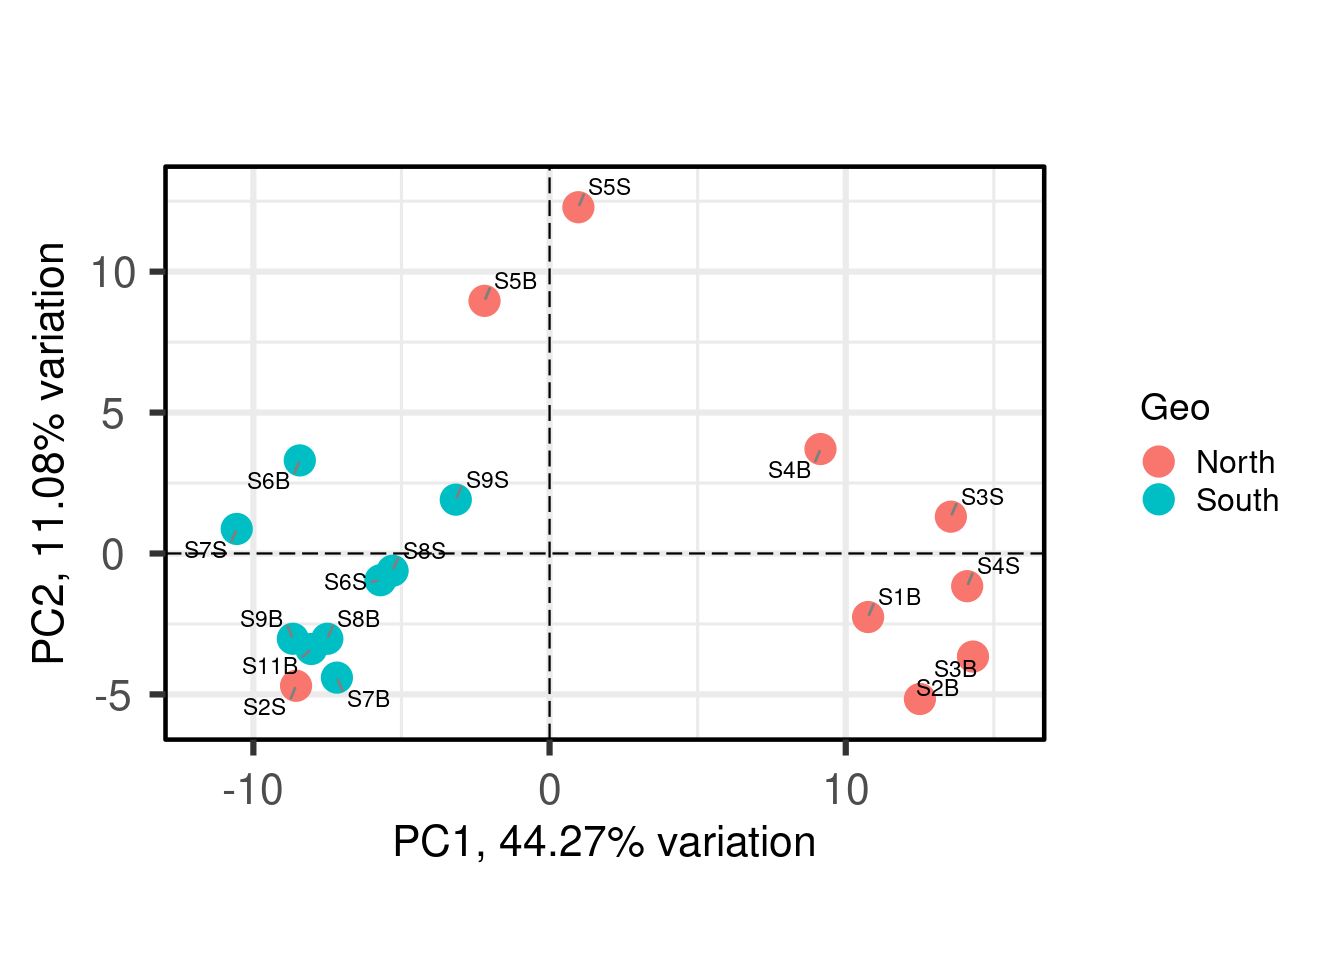 S5S
S5B
10
PC2, 11.08% variation
5
0
-5
S4B
S6B
S9S
S3S
S7S
S8S
S6S
S4S
S1B
S9B
S8B
S11B
S3B
S2B
S2S
S7B
-10
0
10
PC1, 44.27% variation
Geo
North
South